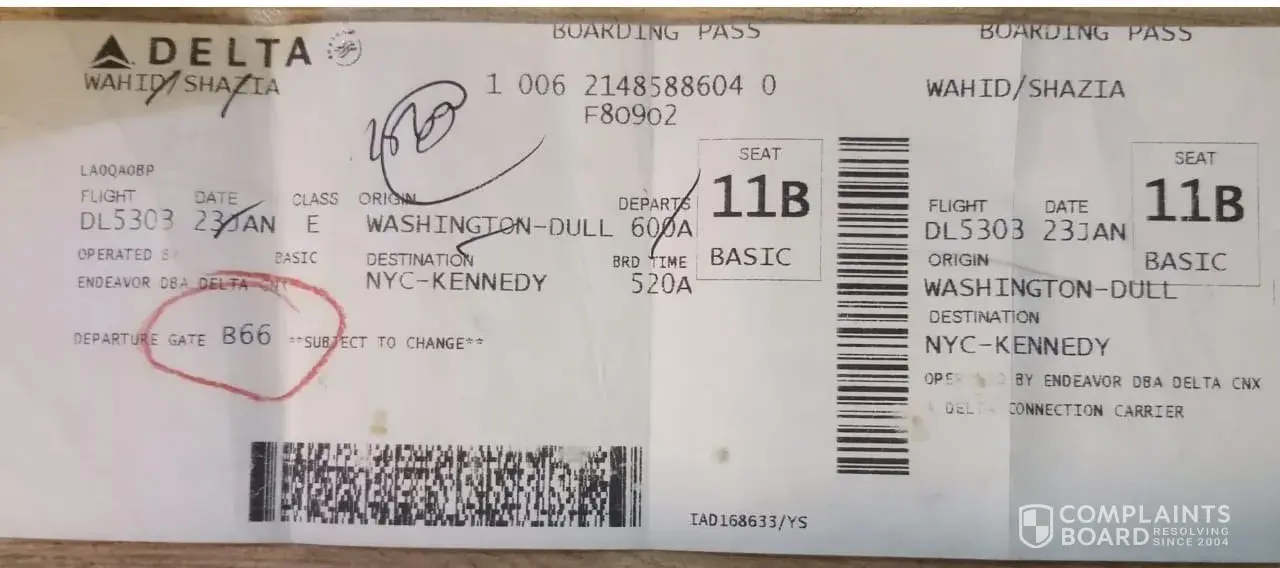 DELTA
BOARDING PASS
WAHID/SHAZIA
1 006 2148588604 0
F80902
LA0QA0BP
FLIGHT DATE CLASS ORIGIN DEPARTS
DL5303 23JAN E WASHINGTON-DULL 600A
OPERATED BASIC DESTINATION BRD TIME
ENDEAVOR DBA DELTA CNX NYC-KENNEDY 520A
SEAT
11B
BASIC
DEPARTURE GATE B66 **SUBJECT TO CHANGE**
IAD168633/YS
BOARDING PASS
WAHID/SHAZIA
SEAT
11B
BASIC
FLIGHT DATE
DL5303 23JAN
ORIGIN
WASHINGTON-DULL
DESTINATION
NYC-KENNEDY
BY ENDEAVOR DBA DELTA CNX
CONNECTION CARRIER
COMPLAINTS
BOARD RESOLVING
SINCE 2004